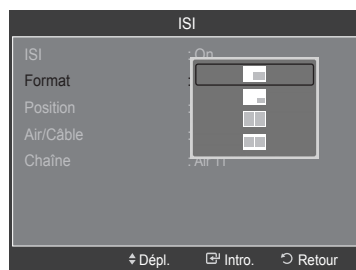 ISI
ISI : On
Format :
Position :
Air/Câble :
Chaîne : Air 11
Dépl. Intro. Retour